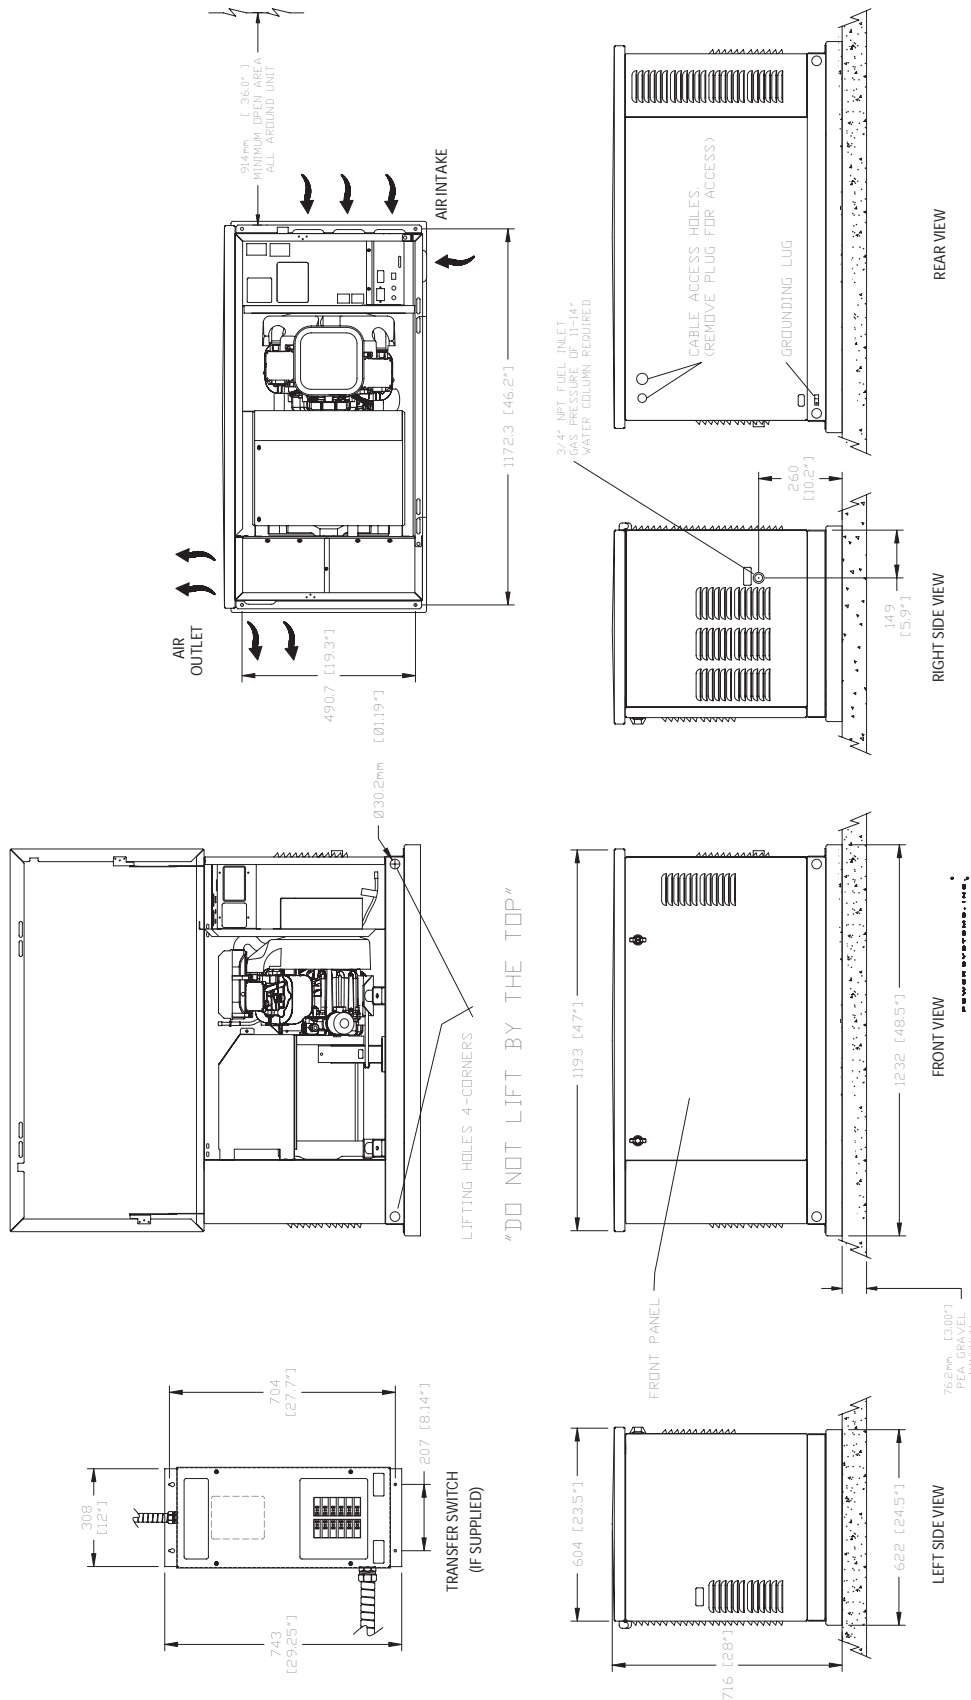 743
[29.25"]
308
[12"]
704
[27.7"]
207 [8.14"]
TRANSFER SWITCH
(IF SUPPLIED)
Ø30.2mm [Ø1.19"]
LIFTING HOLES 4-CORNERS
"DO NOT LIFT BY THE TOP"
914mm [ 36.0" ]
MINIMUM OPEN AREA
ALL AROUND UNIT
AIR
OUTLET
AIR INTAKE
490.7 [19.3"]
1172.3 [46.2"]
716 [28"]
604 [23.5"]
622 [24.5"]
LEFT SIDE VIEW
FRONT PANEL
1193 [47"]
1232 [48.5"]
76.2mm [3.00"]
PEA GRAVEL
FRONT VIEW
POWER SYSTEMS, INC.
3/4" NPT FUEL INLET
GAS PRESSURE OF 11-14"
WATER COLUMN REQUIRED
260
[10.2"]
149
[5.9"]
RIGHT SIDE VIEW
CABLE ACCESS HOLES.
(REMOVE PLUG FOR ACCESS)
GROUNDING LUG
REAR VIEW